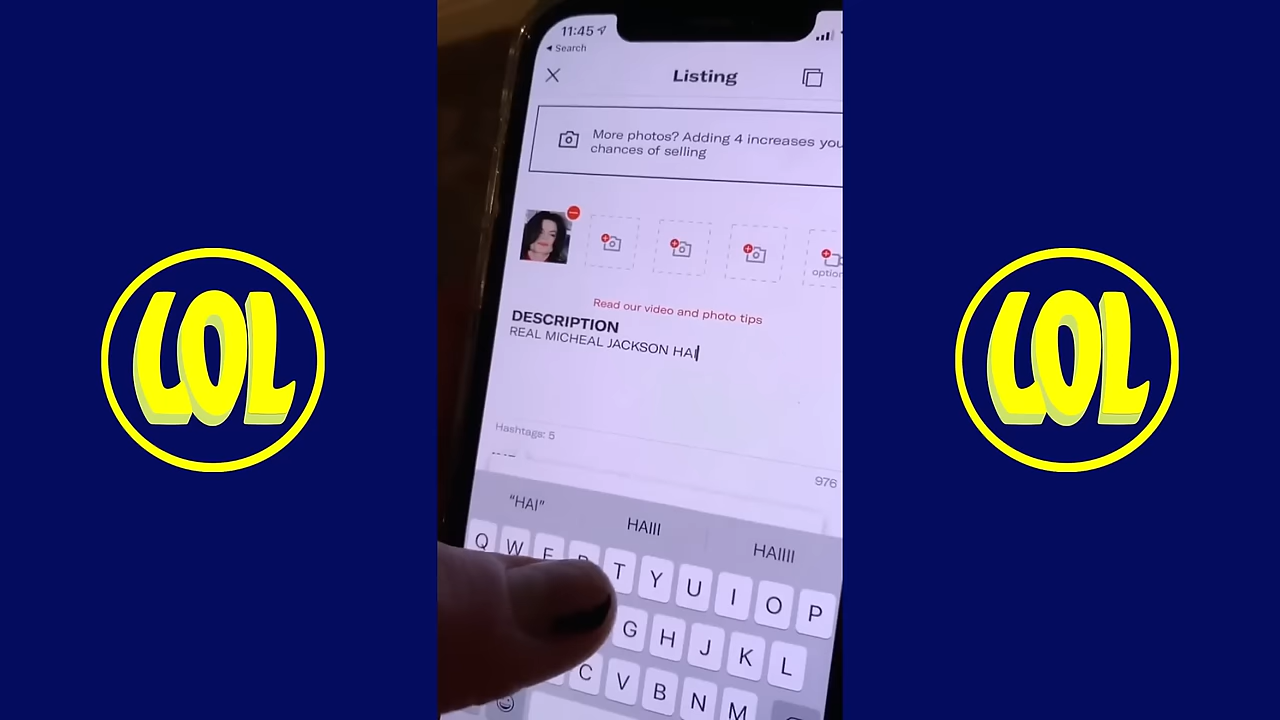 LOL
11:45
Search
Listing
More photos? Adding 4 increases you
chances of selling
option
Read our video and photo tips
DESCRIPTION
REAL MICHEAL JACKSON HAI
Hashtags: 5
976
"HAI" HAIII HAIIII
Q W E R T Y U I O P
G H J K L
C V B N M
LOL